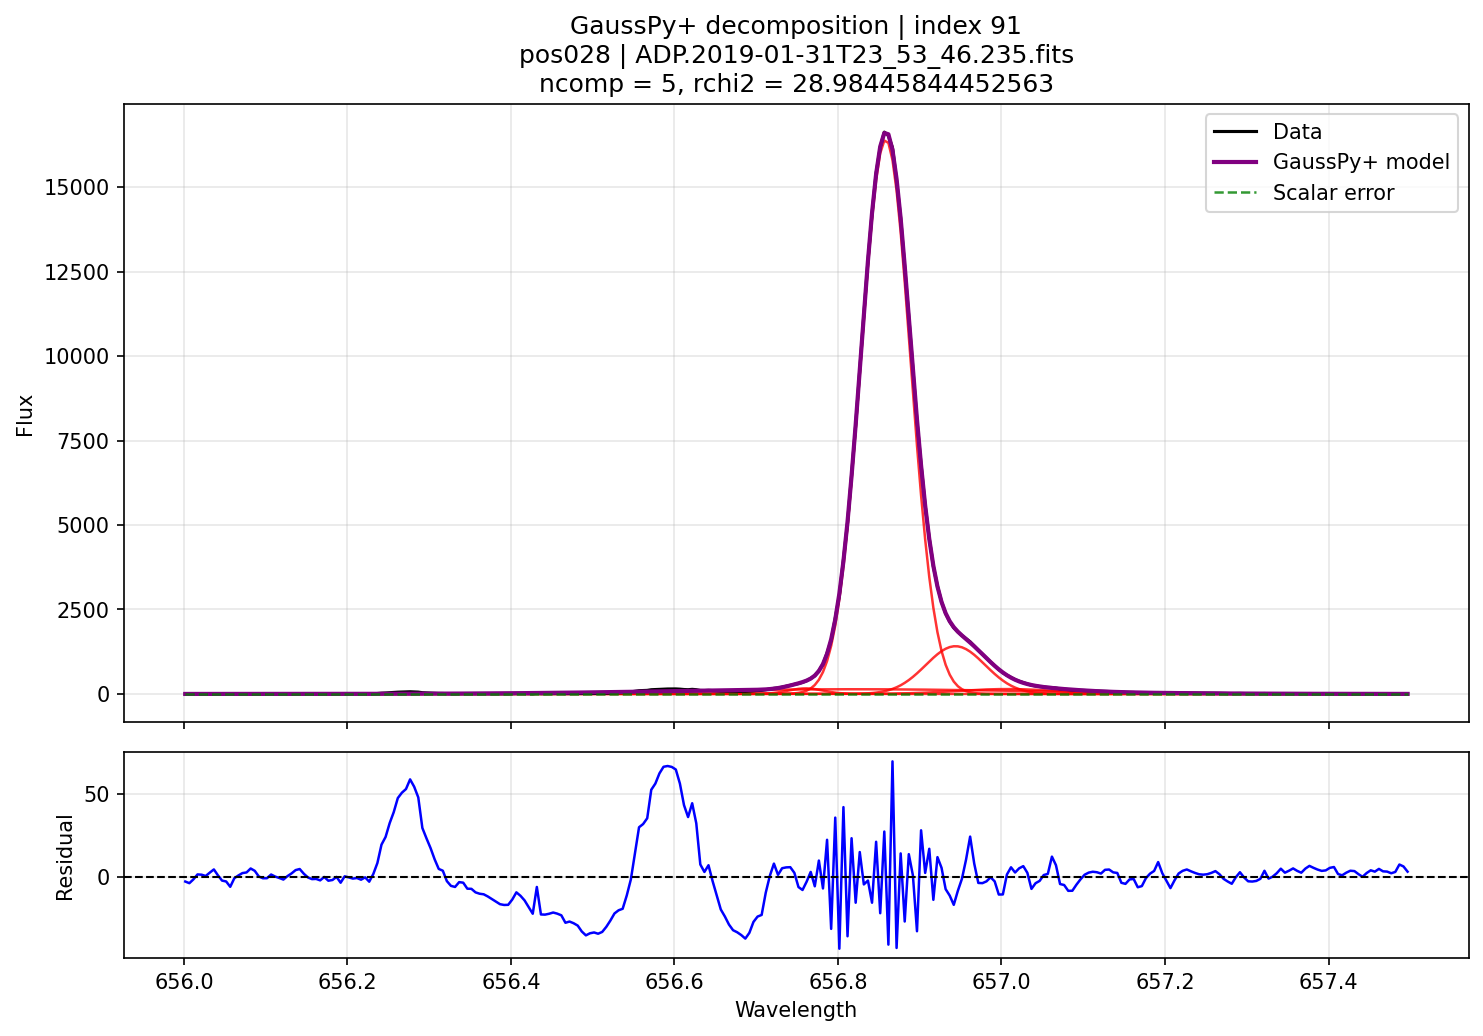 GaussPy+ decomposition | index 91
pos028 | ADP.2019-01-31T23_53_46.235.fits
ncomp = 5, rchi2 = 28.98445844452563
Data
GaussPy+ model
Scalar error
15000
12500
10000
7500
5000
2500
0
Flux
50
0
Residual
656.0
656.2
656.4
656.6
656.8
657.0
657.2
657.4
Wavelength